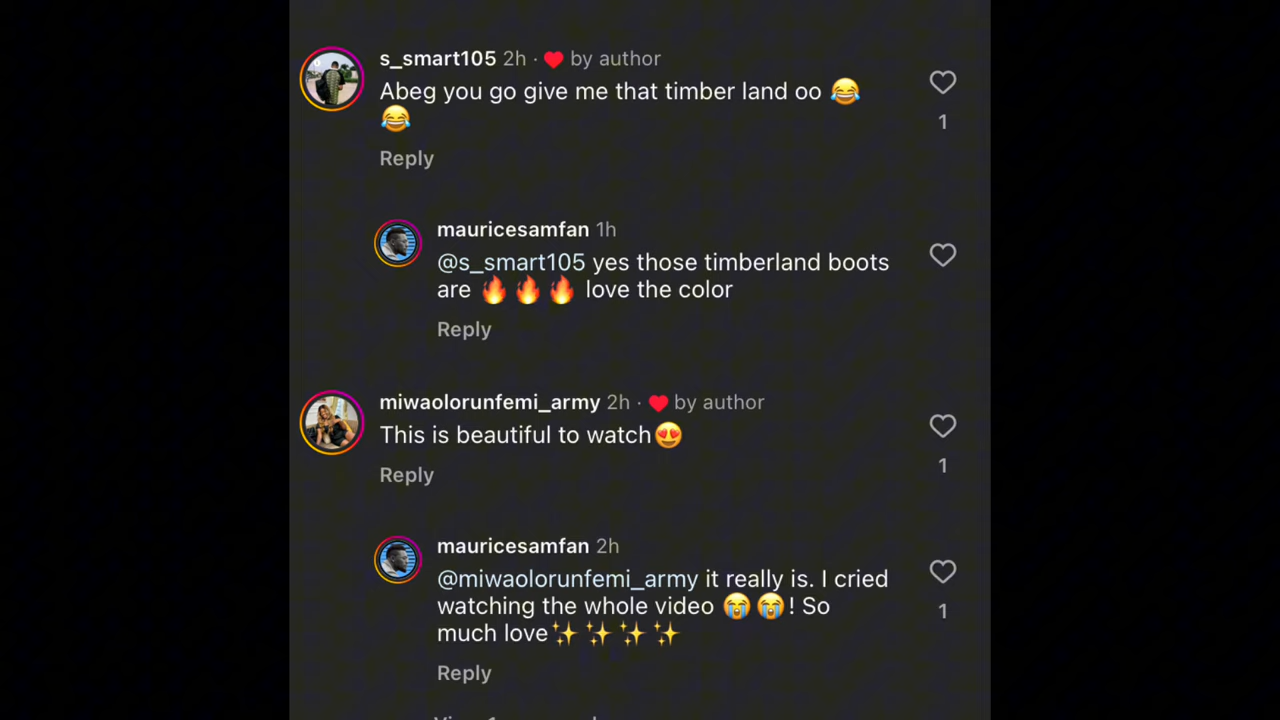 s_smart105 2h · ❤️ by author
Abeg you go give me that timber land oo 😂
😂
1
Reply
mauricesamfan 1h
@s_smart105 yes those timberland boots
are 🔥🔥🔥 love the color
Reply
miwaolorunfemi_army 2h · ❤️ by author
This is beautiful to watch😍
1
Reply
mauricesamfan 2h
@miwaolorunfemi_army it really is. I cried
watching the whole video 😭😭! So
1
much love✨✨✨✨
Reply